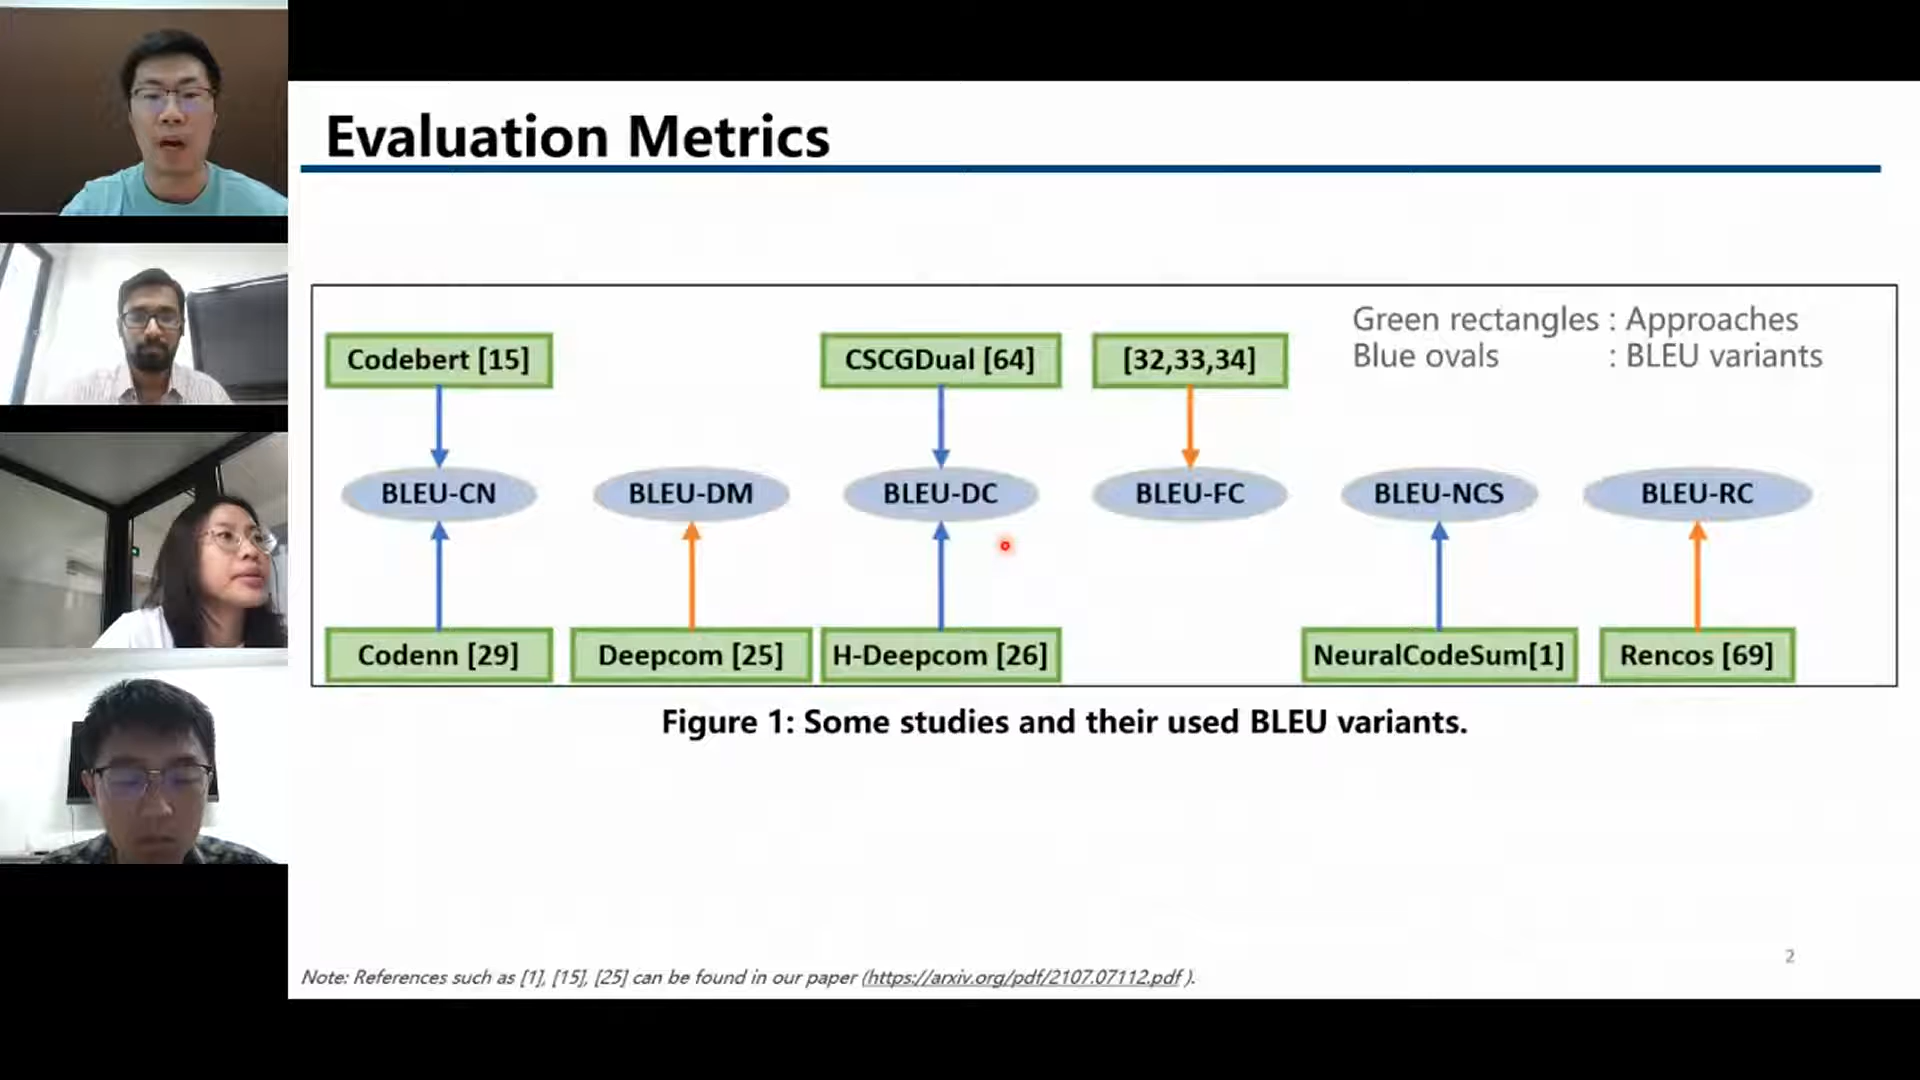 Evaluation Metrics
Green rectangles : Approaches
Blue ovals : BLEU variants
Codebert [15]
CSCGDual [64]
[32,33,34]
BLEU-CN
BLEU-DM
BLEU-DC
BLEU-FC
BLEU-NCS
BLEU-RC
Codenn [29]
Deepcom [25]
H-Deepcom [26]
NeuralCodeSum[1]
Rencos [69]
Figure 1: Some studies and their used BLEU variants.
2
Note: References such as [1], [15], [25] can be found in our paper (https://arxiv.org/pdf/2107.07112.pdf ).